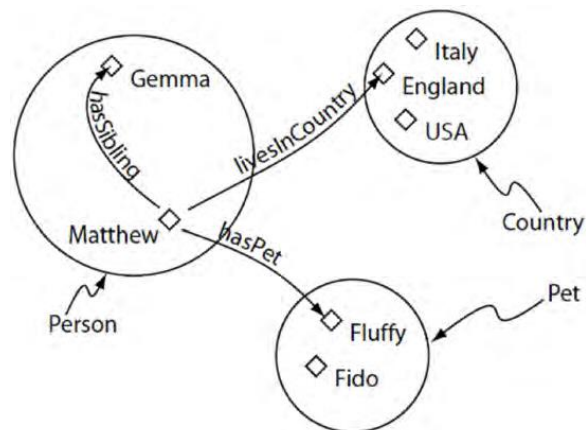 Gemma
hasSibling
Matthew
Person
livesInCountry
Italy
England
USA
Country
hasPet
Fluffy
Fido
Pet